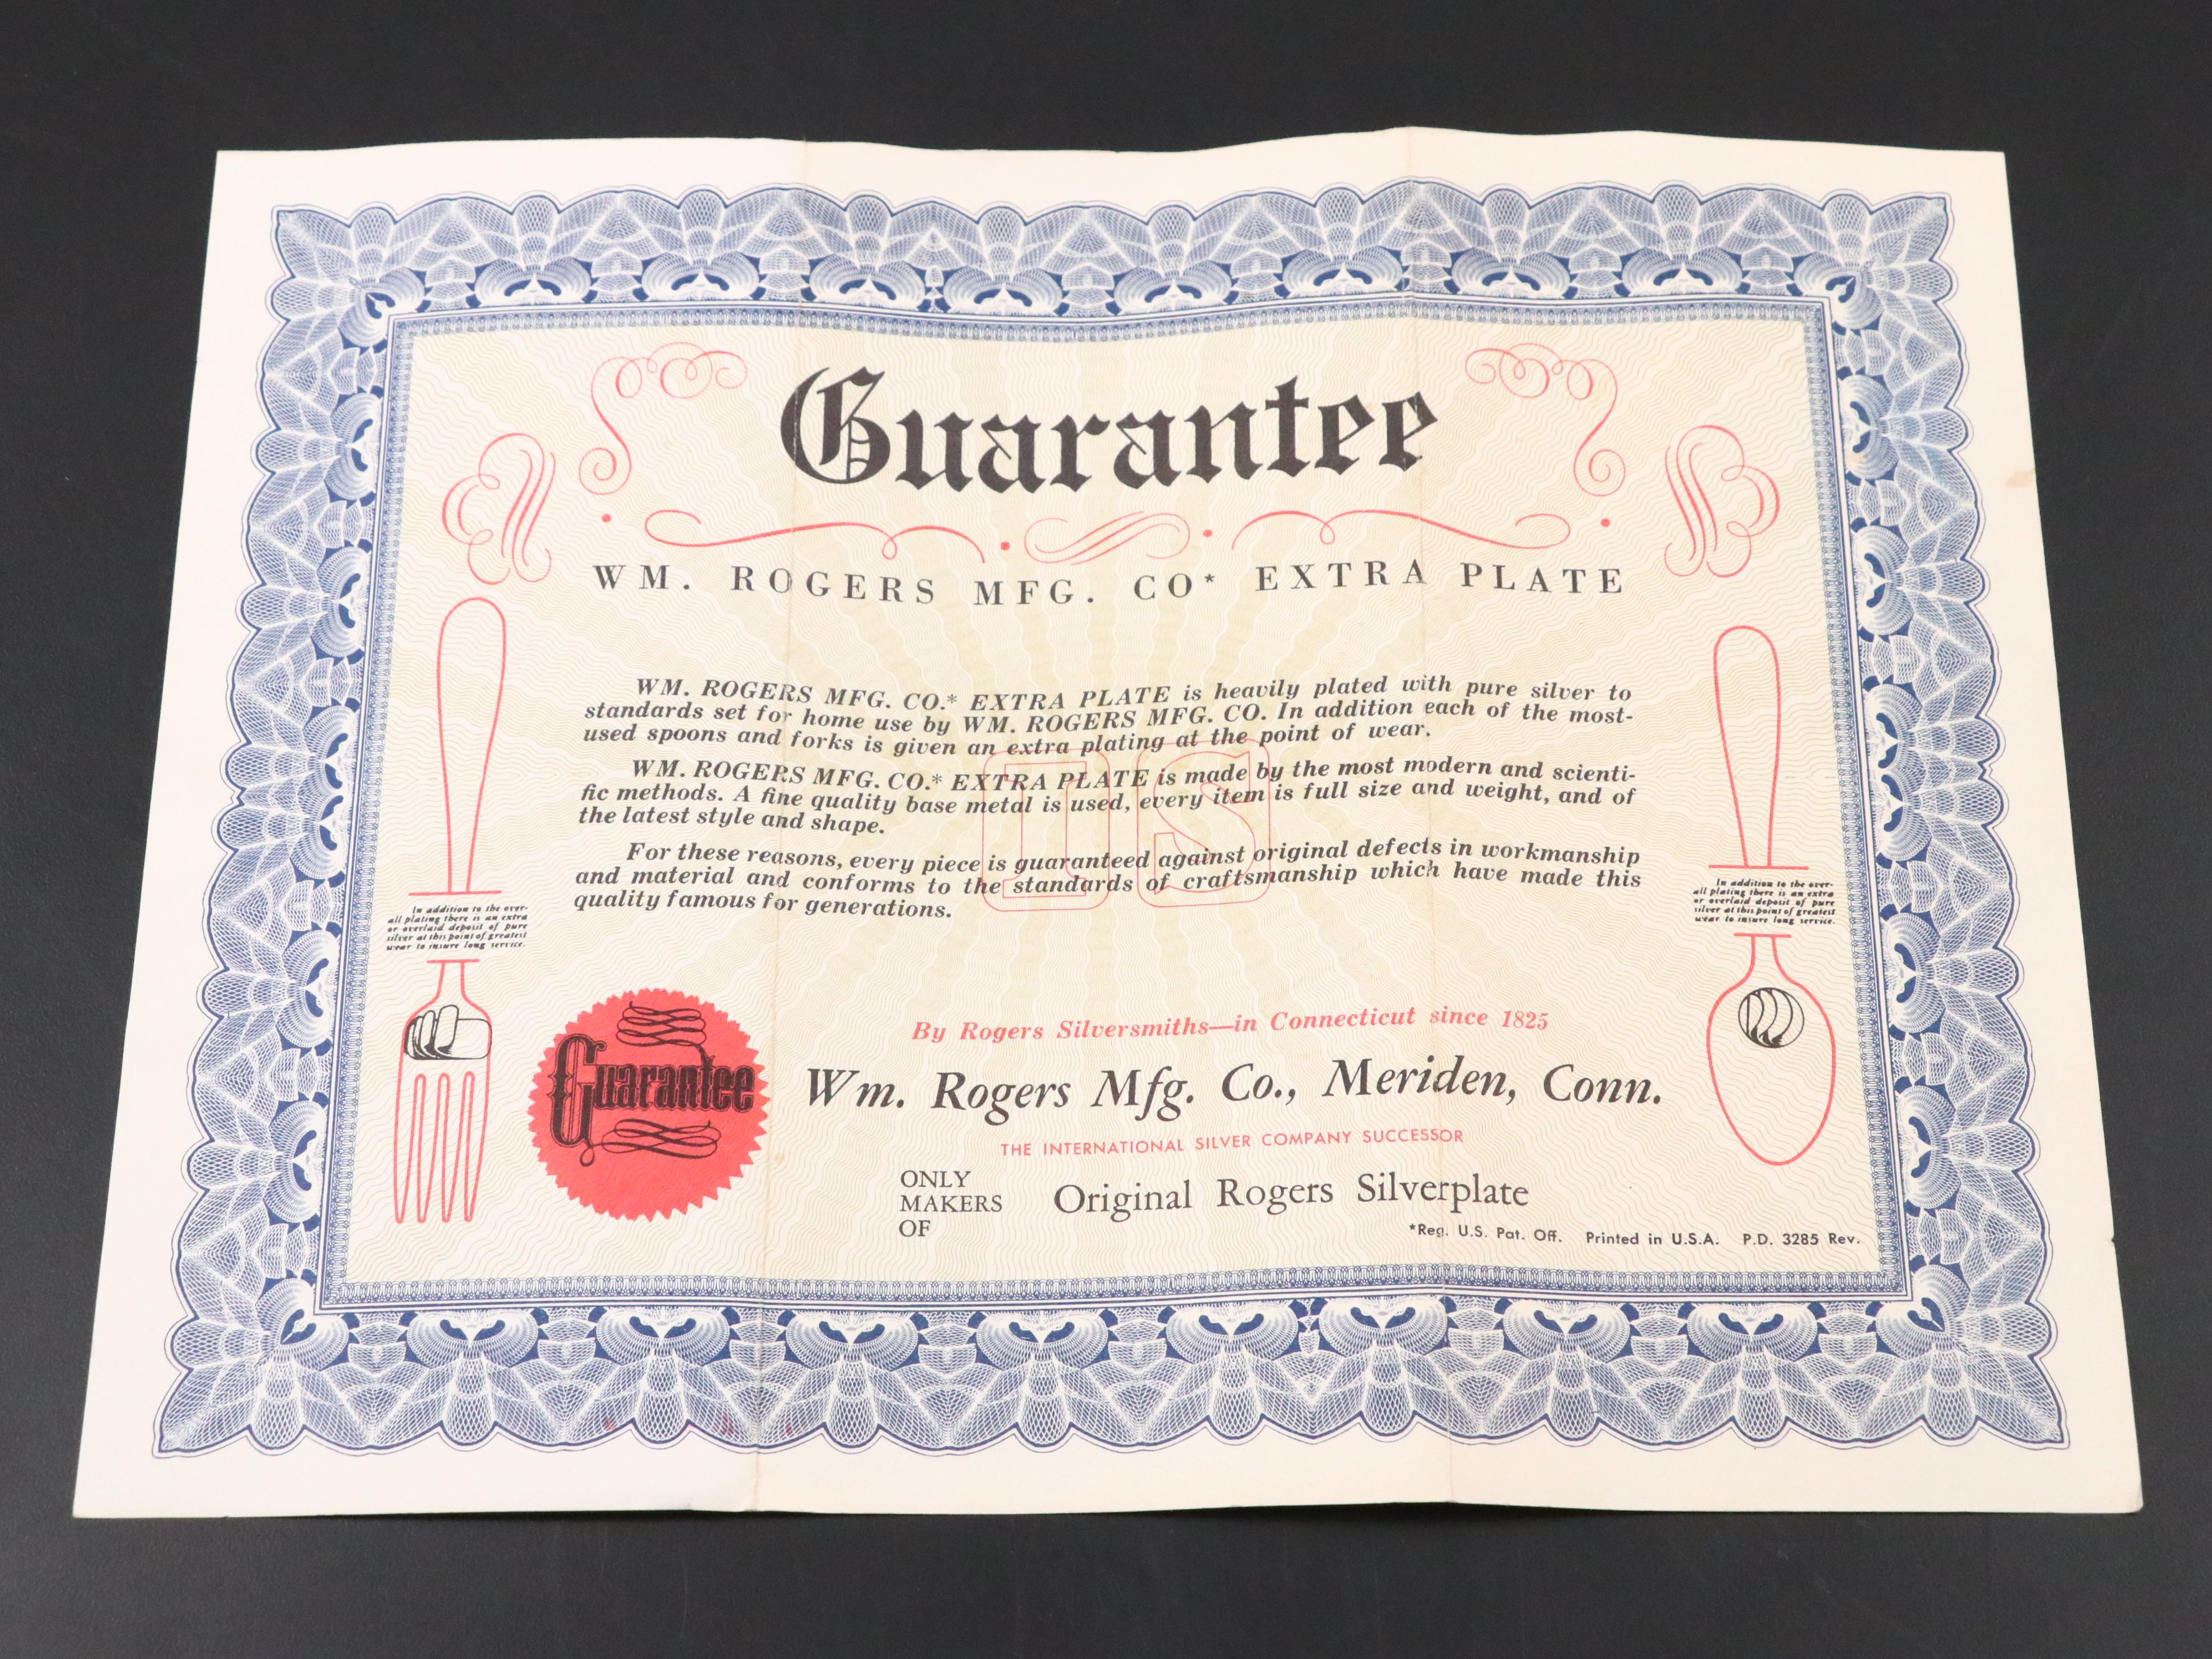 Guarantee
WM. ROGERS MFG. CO* EXTRA PLATE
WM. ROGERS MFG. CO.* EXTRA PLATE is heavily plated with pure silver to
standards set for home use by WM. ROGERS MFG. CO. In addition each of the most-
used spoons and forks is given an extra plating at the point of wear.
WM. ROGERS MFG. CO.* EXTRA PLATE is made by the most modern and scienti-
fic methods. A fine quality base metal is used, every item is full size and weight, and of
the latest style and shape.
For these reasons, every piece is guaranteed against original defects in workmanship
and material and conforms to the standards of craftsmanship which have made this
quality famous for generations.
IS
In addition to the over-
all plating there is an extra
or overlaid deposit of pure
silver at this point of greatest
wear to insure long service.
In addition to the over-
all plating there is an extra
or overlaid deposit of pure
silver at this point of greatest
wear to insure long service.
Guarantee
By Rogers Silversmiths—in Connecticut since 1825
Wm. Rogers Mfg. Co., Meriden, Conn.
THE INTERNATIONAL SILVER COMPANY SUCCESSOR
ONLY
MAKERS
OF
Original Rogers Silverplate
*Reg. U.S. Pat. Off. Printed in U.S.A. P.D. 3285 Rev.